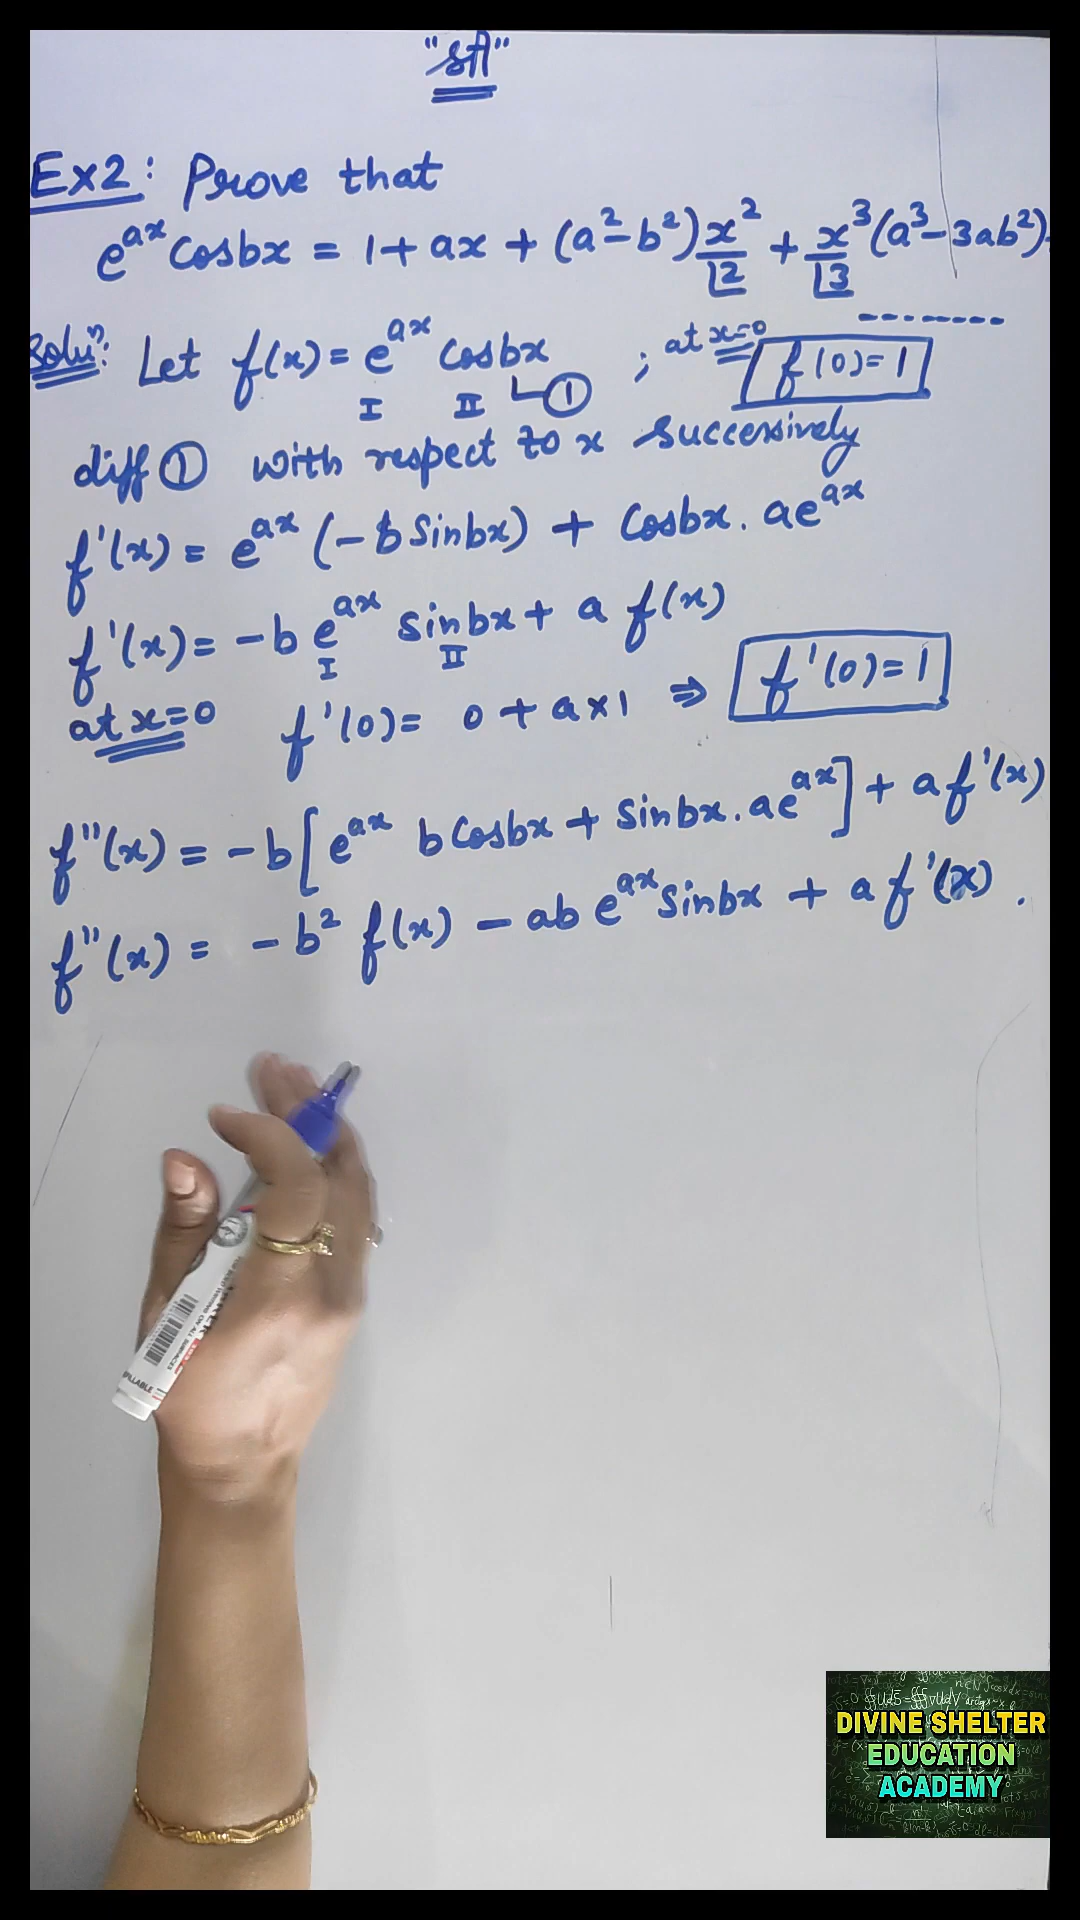 "श्री"
Ex2: Prove that
e^{ax} cosbx = 1 + ax + (a²-b²) x²/⌊2 + x³/⌊3 (a³-3ab²)-
--------
Soluⁿ: Let f(x) = e^{ax} cosbx ; at x=0 f(0)=1
I II ①
diff ① with respect to x successively
f'(x) = e^{ax} (-b sinbx) + cosbx. ae^{ax}
f'(x) = -b e^{ax} sinbx + a f(x)
I II
at x=0 f'(0) = 0 + a×1 ⇒ f'(0)=1
f''(x) = -b[e^{ax} b cosbx + sinbx. ae^{ax}] + a f'(x)
f''(x) = -b² f(x) - ab e^{ax} sinbx + a f'(x) .
REFILLABLE
DIVINE SHELTER
EDUCATION
ACADEMY